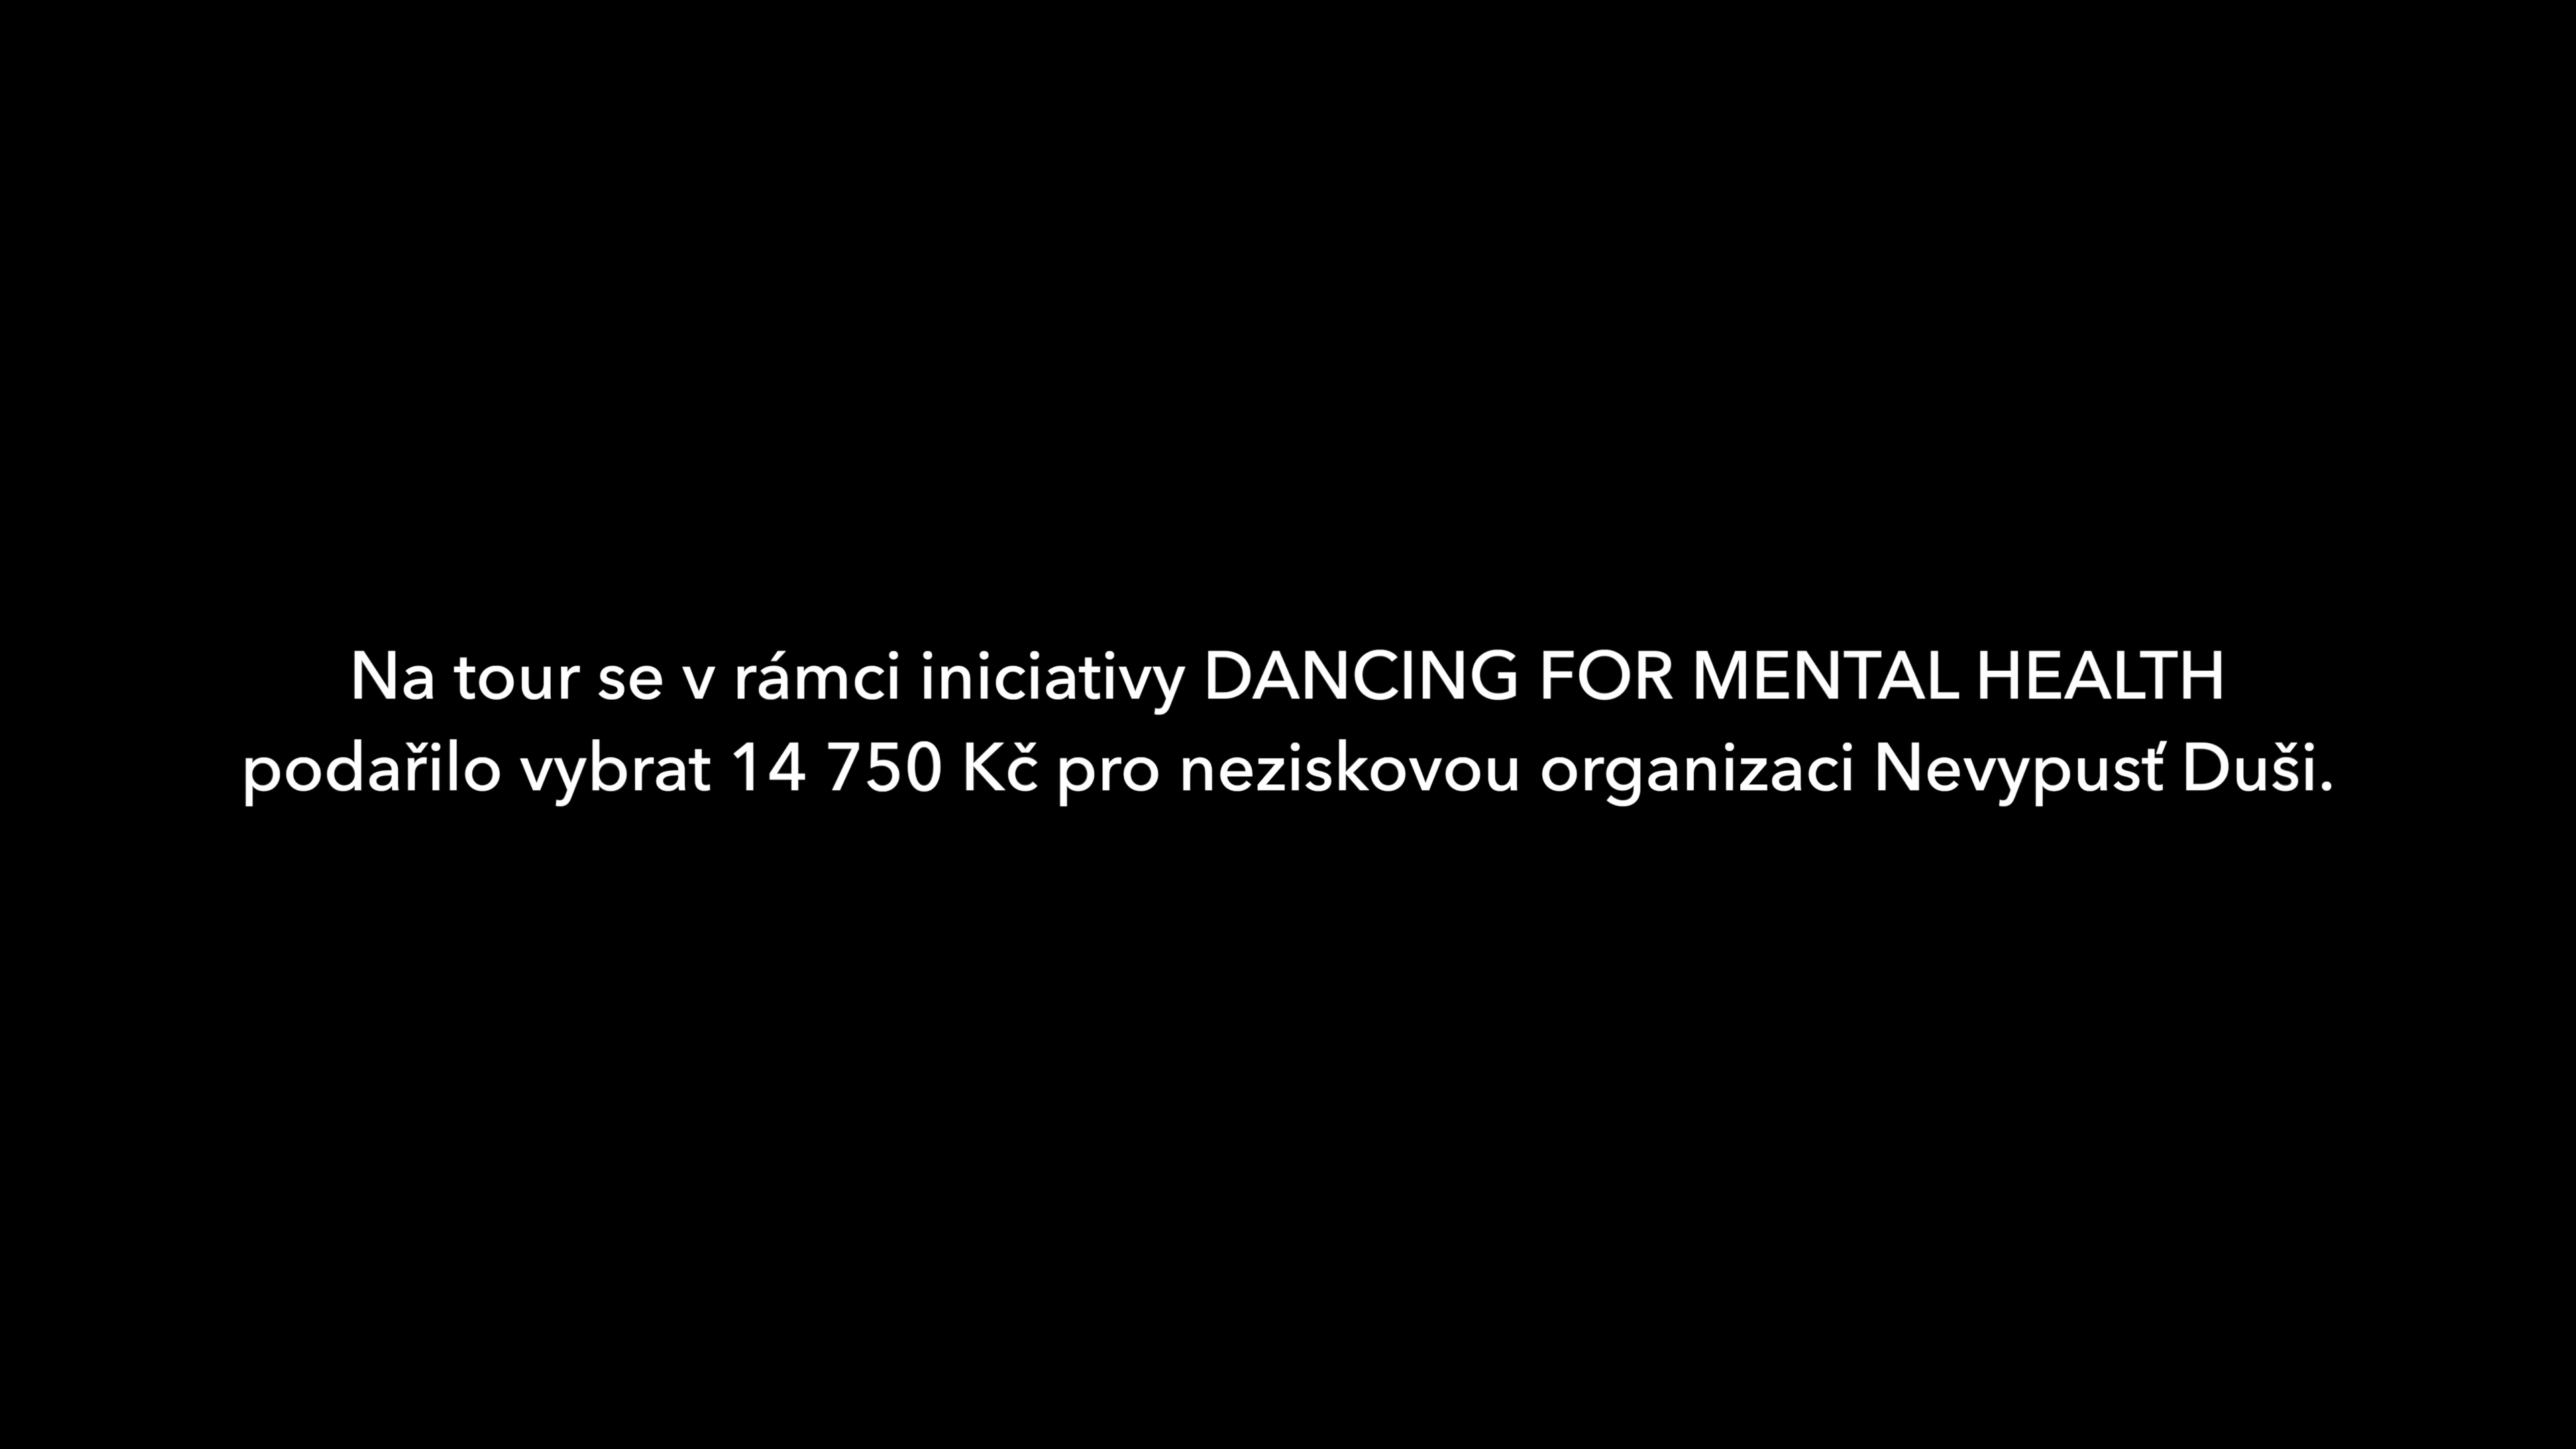 Na tour se v rámci iniciativy DANCING FOR MENTAL HEALTH
podařilo vybrat 14 750 Kč pro neziskovou organizaci Nevypusť Duši.